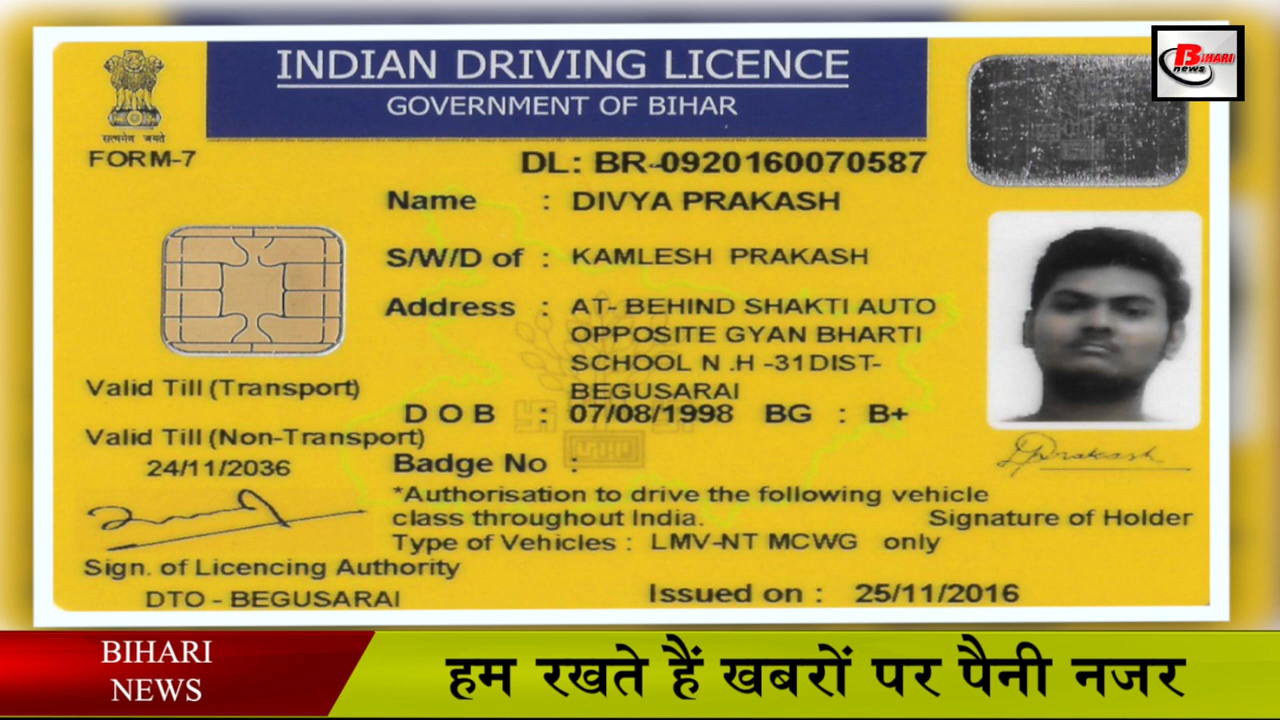 BIHARI
news
INDIAN DRIVING LICENCE
GOVERNMENT OF BIHAR
सत्यमेव जयते
FORM-7
DL: BR-0920160070587
Name : DIVYA PRAKASH
S/W/D of : KAMLESH PRAKASH
Address : AT- BEHIND SHAKTI AUTO
OPPOSITE GYAN BHARTI
SCHOOL N .H -31DIST-
BEGUSARAI
Valid Till (Transport)
D O B : 07/08/1998 BG : B+
Valid Till (Non-Transport)
24/11/2036
Badge No :
*Authorisation to drive the following vehicle
class throughout India.
Type of Vehicles : LMV-NT MCWG only
Prakash
Signature of Holder
Sign. of Licencing Authority
DTO - BEGUSARAI
Issued on : 25/11/2016
BIHARI
NEWS
हम रखते हैं खबरों पर पैनी नजर